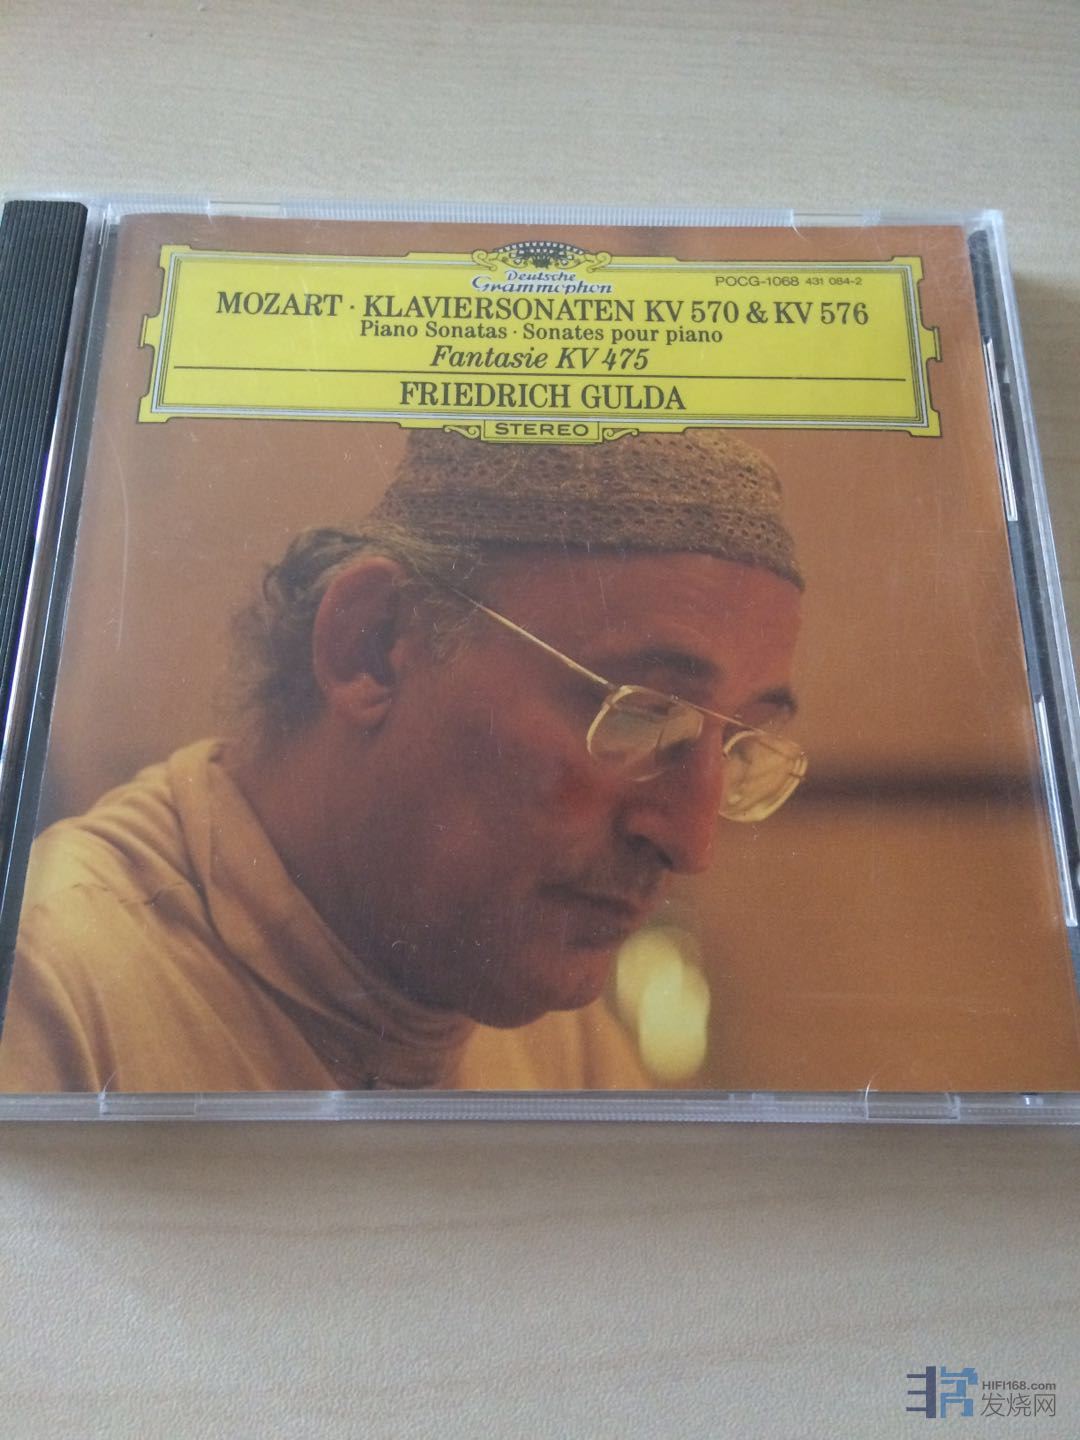 Deutsche
Grammophon
POCG-1068 431 084-2
MOZART · KLAVIERSONATEN KV 570 & KV 576
Piano Sonatas · Sonates pour piano
Fantasie KV 475
FRIEDRICH GULDA
STEREO
HIFI168.com
发烧网